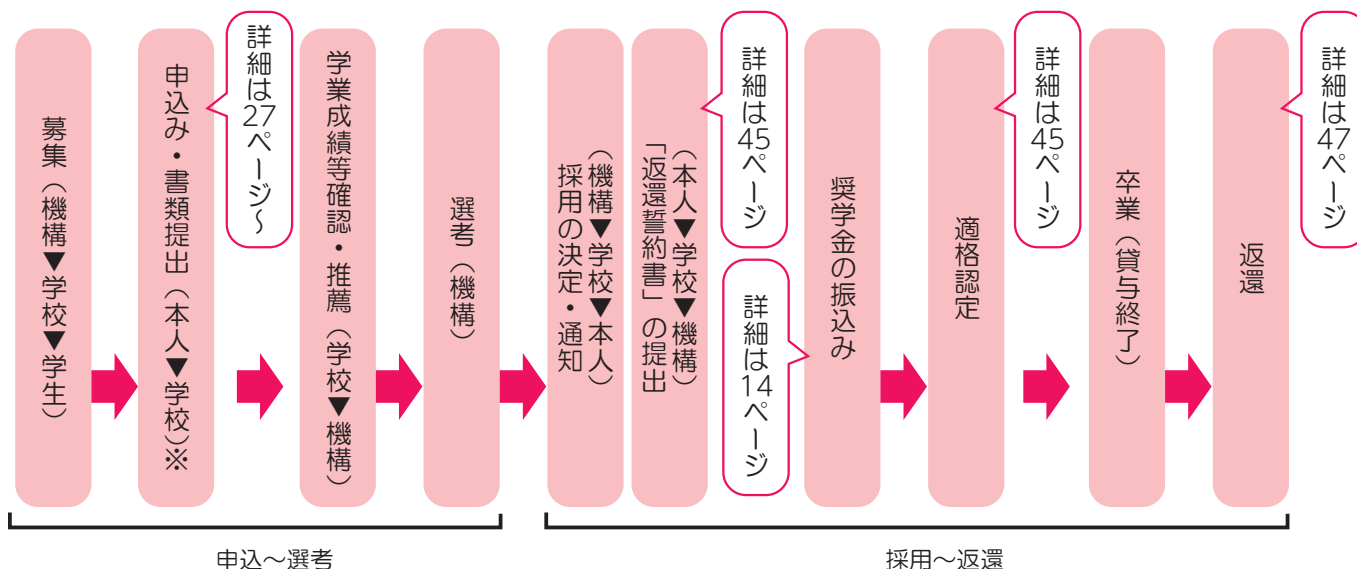 募集（機構▼学校▼学生）
申込み・書類提出（本人▼学校）※
詳細は27ページ～
学業成績等確認・推薦（学校▼機構）
選考（機構）
採用の決定・通知
（機構▼学校▼本人）
「返還誓約書」の提出
（本人▼学校▼機構）
詳細は45ページ
奨学金の振込み
詳細は14ページ
適格認定
詳細は45ページ
卒業（貸与終了）
返還
詳細は47ページ
申込～選考
採用～返還